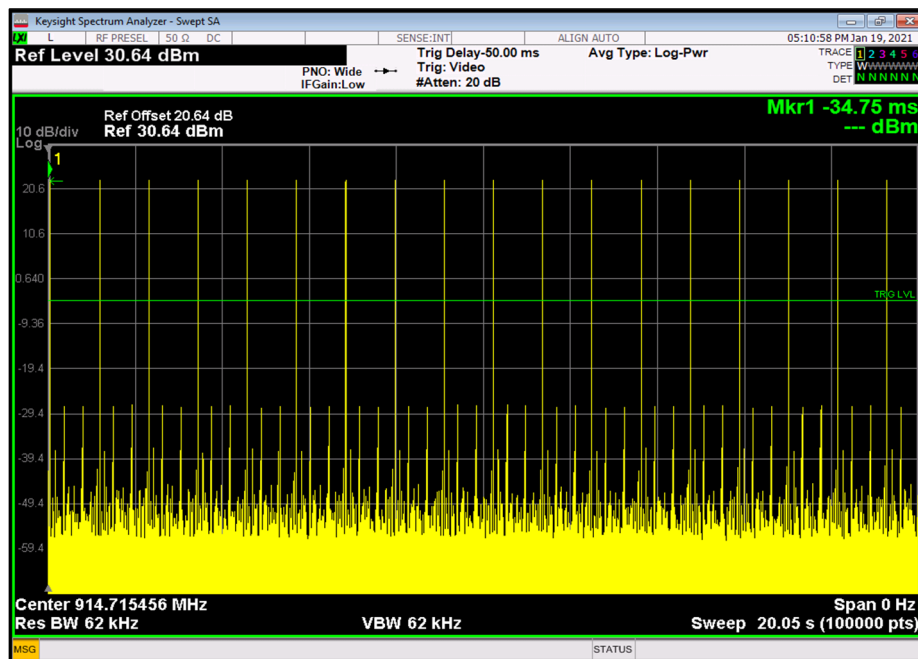 Keysight Spectrum Analyzer - Swept SA
LXI L RF PRESEL 50 Ω DC SENSE:INT ALIGN AUTO 05:10:58 PM Jan 19, 2021
Ref Level 30.64 dBm
PNO: Wide
IFGain:Low
Trig Delay-50.00 ms
Trig: Video
#Atten: 20 dB
Avg Type: Log-Pwr
TRACE 1 2 3 4 5 6
TYPE WWWWWWW
DET N N N N N N
Mkr1 -34.75 ms
--- dBm
Ref Offset 20.64 dB
Ref 30.64 dBm
10 dB/div
Log
1
20.6
10.6
0.640
TRIG LVL
-9.36
-19.4
-29.4
-39.4
-49.4
-59.4
Center 914.715456 MHz
Span 0 Hz
Res BW 62 kHz
VBW 62 kHz
Sweep 20.05 s (100000 pts)
MSG
STATUS